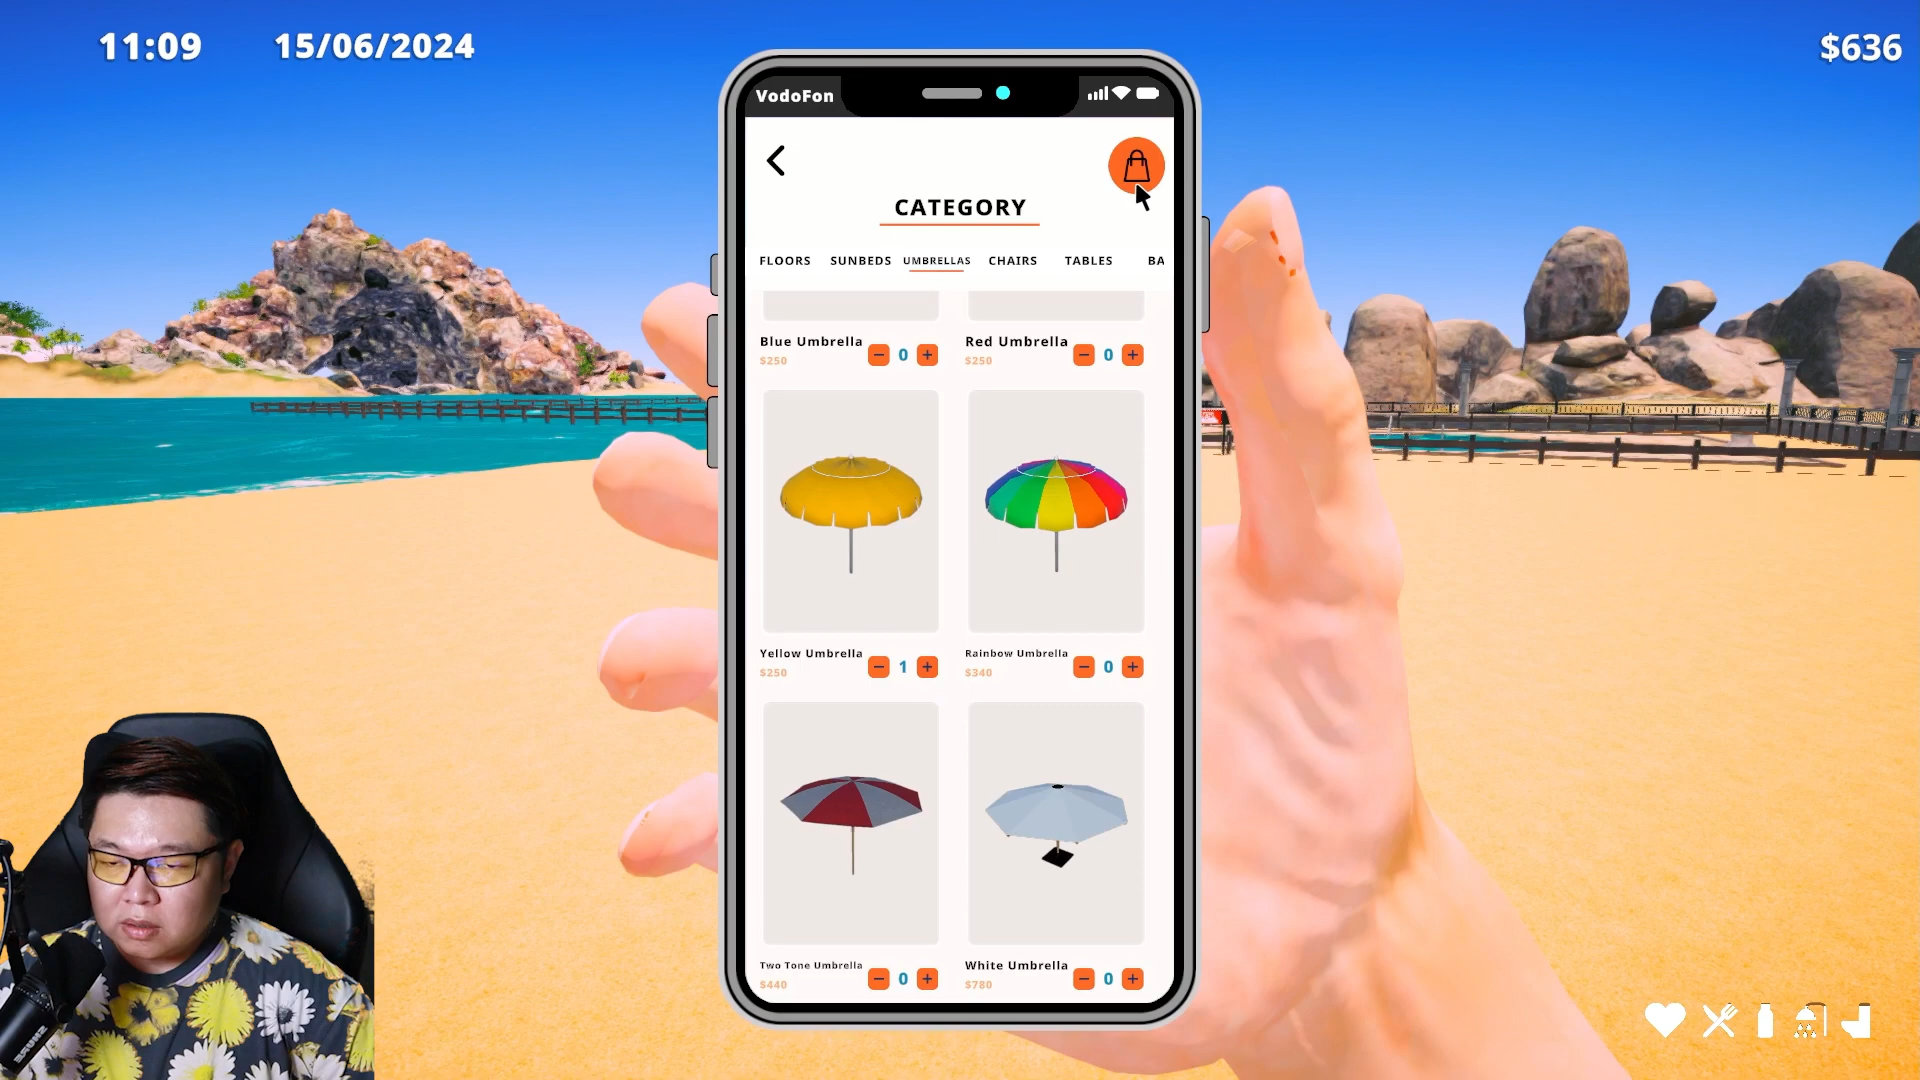 11:09
15/06/2024
$636
VodoFon
CATEGORY
FLOORS SUNBEDS UMBRELLAS CHAIRS TABLES BA
Blue Umbrella
$250
− 0 +
Red Umbrella
$250
− 0 +
Yellow Umbrella
$250
− 1 +
Rainbow Umbrella
$340
− 0 +
Two Tone Umbrella
$440
− 0 +
White Umbrella
$780
− 0 +